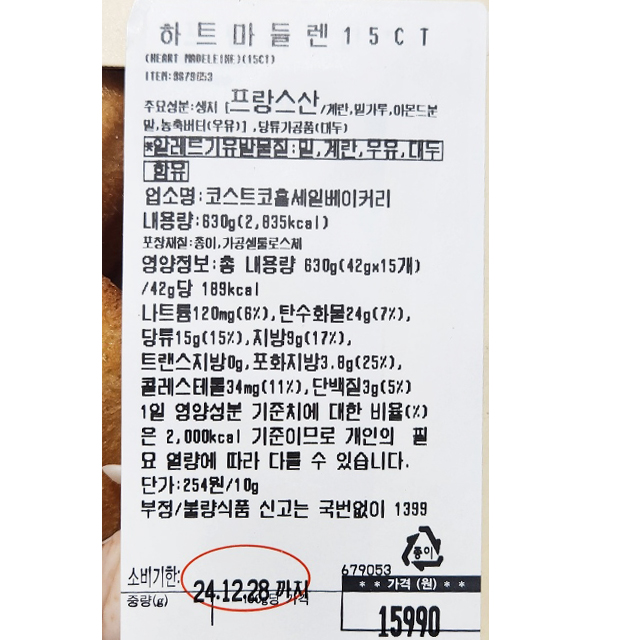 하트마들렌15CT
(HEART MADELEINE)(15CT)
ITEM:9679053
주요성분:생지 [프랑스산/계란,밀가루,아몬드분
말,농축버터(우유)] ,당류가공품(대두)
*알레르기유발물질:밀,계란,우유,대두
함유
업소명:코스트코홀세일베이커리
내용량:630g(2,835kcal)
포장재질:종이,가공셀룰로스제
영양정보:총 내용량 630g(42gx15개)
/42g당 189kcal
나트륨120mg(6%),탄수화물24g(7%),
당류15g(15%),지방9g(17%),
트랜스지방0g,포화지방3.8g(25%),
콜레스테롤34mg(11%),단백질3g(5%)
1일 영양성분 기준치에 대한 비율(%)
은 2,000kcal 기준이므로 개인의 필
요 열량에 따라 다를 수 있습니다.
단가:254원/10g
부정/불량식품 신고는 국번없이 1399
종이
소비기한:
24.12.28 까지
679053
중량(g)
100g당 가격
* * 가격 (원) * *
15990